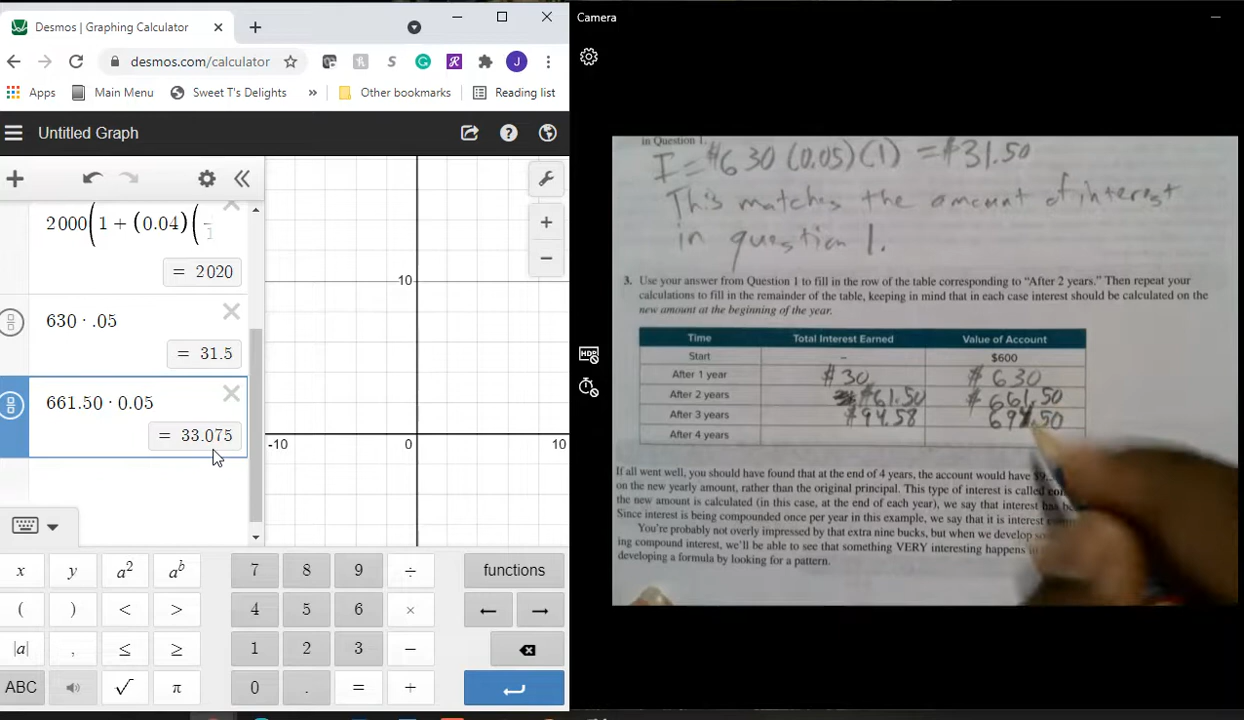 Desmos | Graphing Calculator
desmos.com/calculator
J
Apps Main Menu Sweet T's Delights » Other bookmarks Reading list
Untitled Graph
2000(1 + (0.04)(
1
= 2020
630 · .05
= 31.5
661.50 · 0.05
= 33.075
10
-10 0 10
x y a² aᵇ 7 8 9 ÷ functions
( ) < > 4 5 6 × ← →
|a| , ≤ ≥ 1 2 3 −
ABC √ π 0 . = +
Camera
in Question 1.
I = $630 (0.05)(1) = $31.50
This matches the amount of interest
in question 1.
3. Use your answer from Question 1 to fill in the row of the table corresponding to "After 2 years." Then repeat your
calculations to fill in the remainder of the table, keeping in mind that in each case interest should be calculated on the
new amount at the beginning of the year.
Time Total Interest Earned Value of Account
Start – $600
After 1 year $30 $630
After 2 years $61.50 $661.50
After 3 years $94.58 .50
After 4 years
If all went well, you should have found that at the end of 4 years, the account would have
on the new yearly amount, rather than the original principal. This type of interest is called
the new amount is calculated (in this case, at the end of each year), we say that interest has
Since interest is being compounded once per year in this example, we say that it is interest
You're probably not overly impressed by that extra nine bucks, but when we develop
ing compound interest, we'll be able to see that something VERY interesting happens
developing a formula by looking for a pattern.